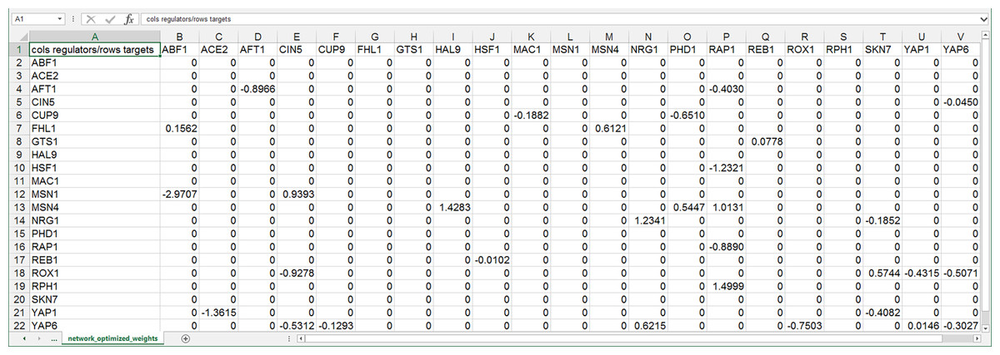 A1 fx cols regulators/rows targets
A B C D E F G H I J K L M N O P Q R S T U V
1 cols regulators/rows targets ABF1 ACE2 AFT1 CIN5 CUP9 FHL1 GTS1 HAL9 HSF1 MAC1 MSN1 MSN4 NRG1 PHD1 RAP1 REB1 ROX1 RPH1 SKN7 YAP1 YAP6
2 ABF1 0 0 0 0 0 0 0 0 0 0 0 0 0 0 0 0 0 0 0 0 0
3 ACE2 0 0 0 0 0 0 0 0 0 0 0 0 0 0 0 0 0 0 0 0 0
4 AFT1 0 0 -0.8966 0 0 0 0 0 0 0 0 0 0 0 -0.4030 0 0 0 0 0 0
5 CIN5 0 0 0 0 0 0 0 0 0 0 0 0 0 0 0 0 0 0 0 0 -0.0450
6 CUP9 0 0 0 0 0 0 0 0 0 -0.1882 0 0 0 -0.6510 0 0 0 0 0 0 0
7 FHL1 0.1562 0 0 0 0 0 0 0 0 0 0 0.6121 0 0 0 0 0 0 0 0 0
8 GTS1 0 0 0 0 0 0 0 0 0 0 0 0 0 0 0 0.0778 0 0 0 0 0
9 HAL9 0 0 0 0 0 0 0 0 0 0 0 0 0 0 0 0 0 0 0 0 0
10 HSF1 0 0 0 0 0 0 0 0 0 0 0 0 0 0 -1.2321 0 0 0 0 0 0
11 MAC1 0 0 0 0 0 0 0 0 0 0 0 0 0 0 0 0 0 0 0 0 0
12 MSN1 -2.9707 0 0 0.9393 0 0 0 0 0 0 0 0 0 0 0 0 0 0 0 0 0
13 MSN4 0 0 0 0 0 0 0 1.4283 0 0 0 0 0 0.5447 1.0131 0 0 0 0 0 0
14 NRG1 0 0 0 0 0 0 0 0 0 0 0 0 1.2341 0 0 0 0 0 -0.1852 0 0
15 PHD1 0 0 0 0 0 0 0 0 0 0 0 0 0 0 0 0 0 0 0 0 0
16 RAP1 0 0 0 0 0 0 0 0 0 0 0 0 0 0 -0.8890 0 0 0 0 0 0
17 REB1 0 0 0 0 0 0 0 0 -0.0102 0 0 0 0 0 0 0 0 0 0 0 0
18 ROX1 0 0 0 -0.9278 0 0 0 0 0 0 0 0 0 0 0 0 0 0 0.5744 -0.4315 -0.5071
19 RPH1 0 0 0 0 0 0 0 0 0 0 0 0 0 0 1.4999 0 0 0 0 0 0
20 SKN7 0 0 0 0 0 0 0 0 0 0 0 0 0 0 0 0 0 0 0 0 0
21 YAP1 0 -1.3615 0 0 0 0 0 0 0 0 0 0 0 0 0 0 0 0 -0.4082 0 0
22 YAP6 0 0 0 -0.5312 -0.1293 0 0 0 0 0 0 0 0.6215 0 0 0 -0.7503 0 0 0.0146 -0.3027
... network_optimized_weights